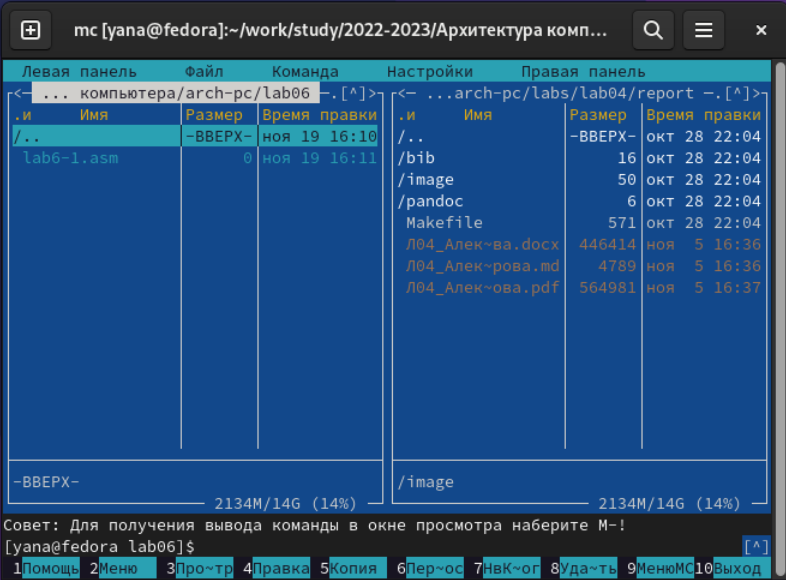 mc [yana@fedora]:~/work/study/2022-2023/Архитектура комп...
Левая панель Файл Команда Настройки Правая панель
<— ... компьютера/arch-pc/lab06 —.[^]>
.и Имя Размер Время правки
/.. -ВВЕРХ- ноя 19 16:10
lab6-1.asm 0 ноя 19 16:11
-ВВЕРХ-
2134M/14G (14%)
<— ...arch-pc/labs/lab04/report —.[^]>
.и Имя Размер Время правки
/.. -ВВЕРХ- окт 28 22:04
/bib 16 окт 28 22:04
/image 50 окт 28 22:04
/pandoc 6 окт 28 22:04
Makefile 571 окт 28 22:04
Л04_Алек~ва.docx 446414 ноя 5 16:36
Л04_Алек~рова.md 4789 ноя 5 16:36
Л04_Алек~ова.pdf 564981 ноя 5 16:37
/image
2134M/14G (14%)
Совет: Для получения вывода команды в окне просмотра наберите M-!
[yana@fedora lab06]$ [^]
1Помощь 2Меню 3Про~тр 4Правка 5Копия 6Пер~ос 7НвК~ог 8Уда~ть 9МенюMC 10Выход